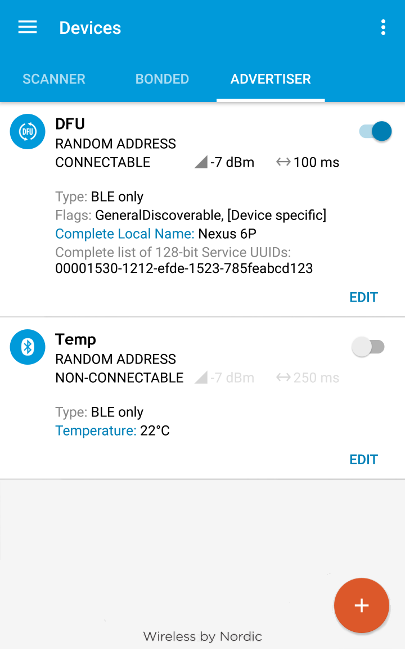 Devices
SCANNER BONDED ADVERTISER
DFU
DFU
RANDOM ADDRESS
CONNECTABLE -7 dBm 100 ms
Type: BLE only
Flags: GeneralDiscoverable, [Device specific]
Complete Local Name: Nexus 6P
Complete list of 128-bit Service UUIDs:
00001530-1212-efde-1523-785feabcd123
EDIT
Temp
RANDOM ADDRESS
NON-CONNECTABLE -7 dBm 250 ms
Type: BLE only
Temperature: 22°C
EDIT
Wireless by Nordic